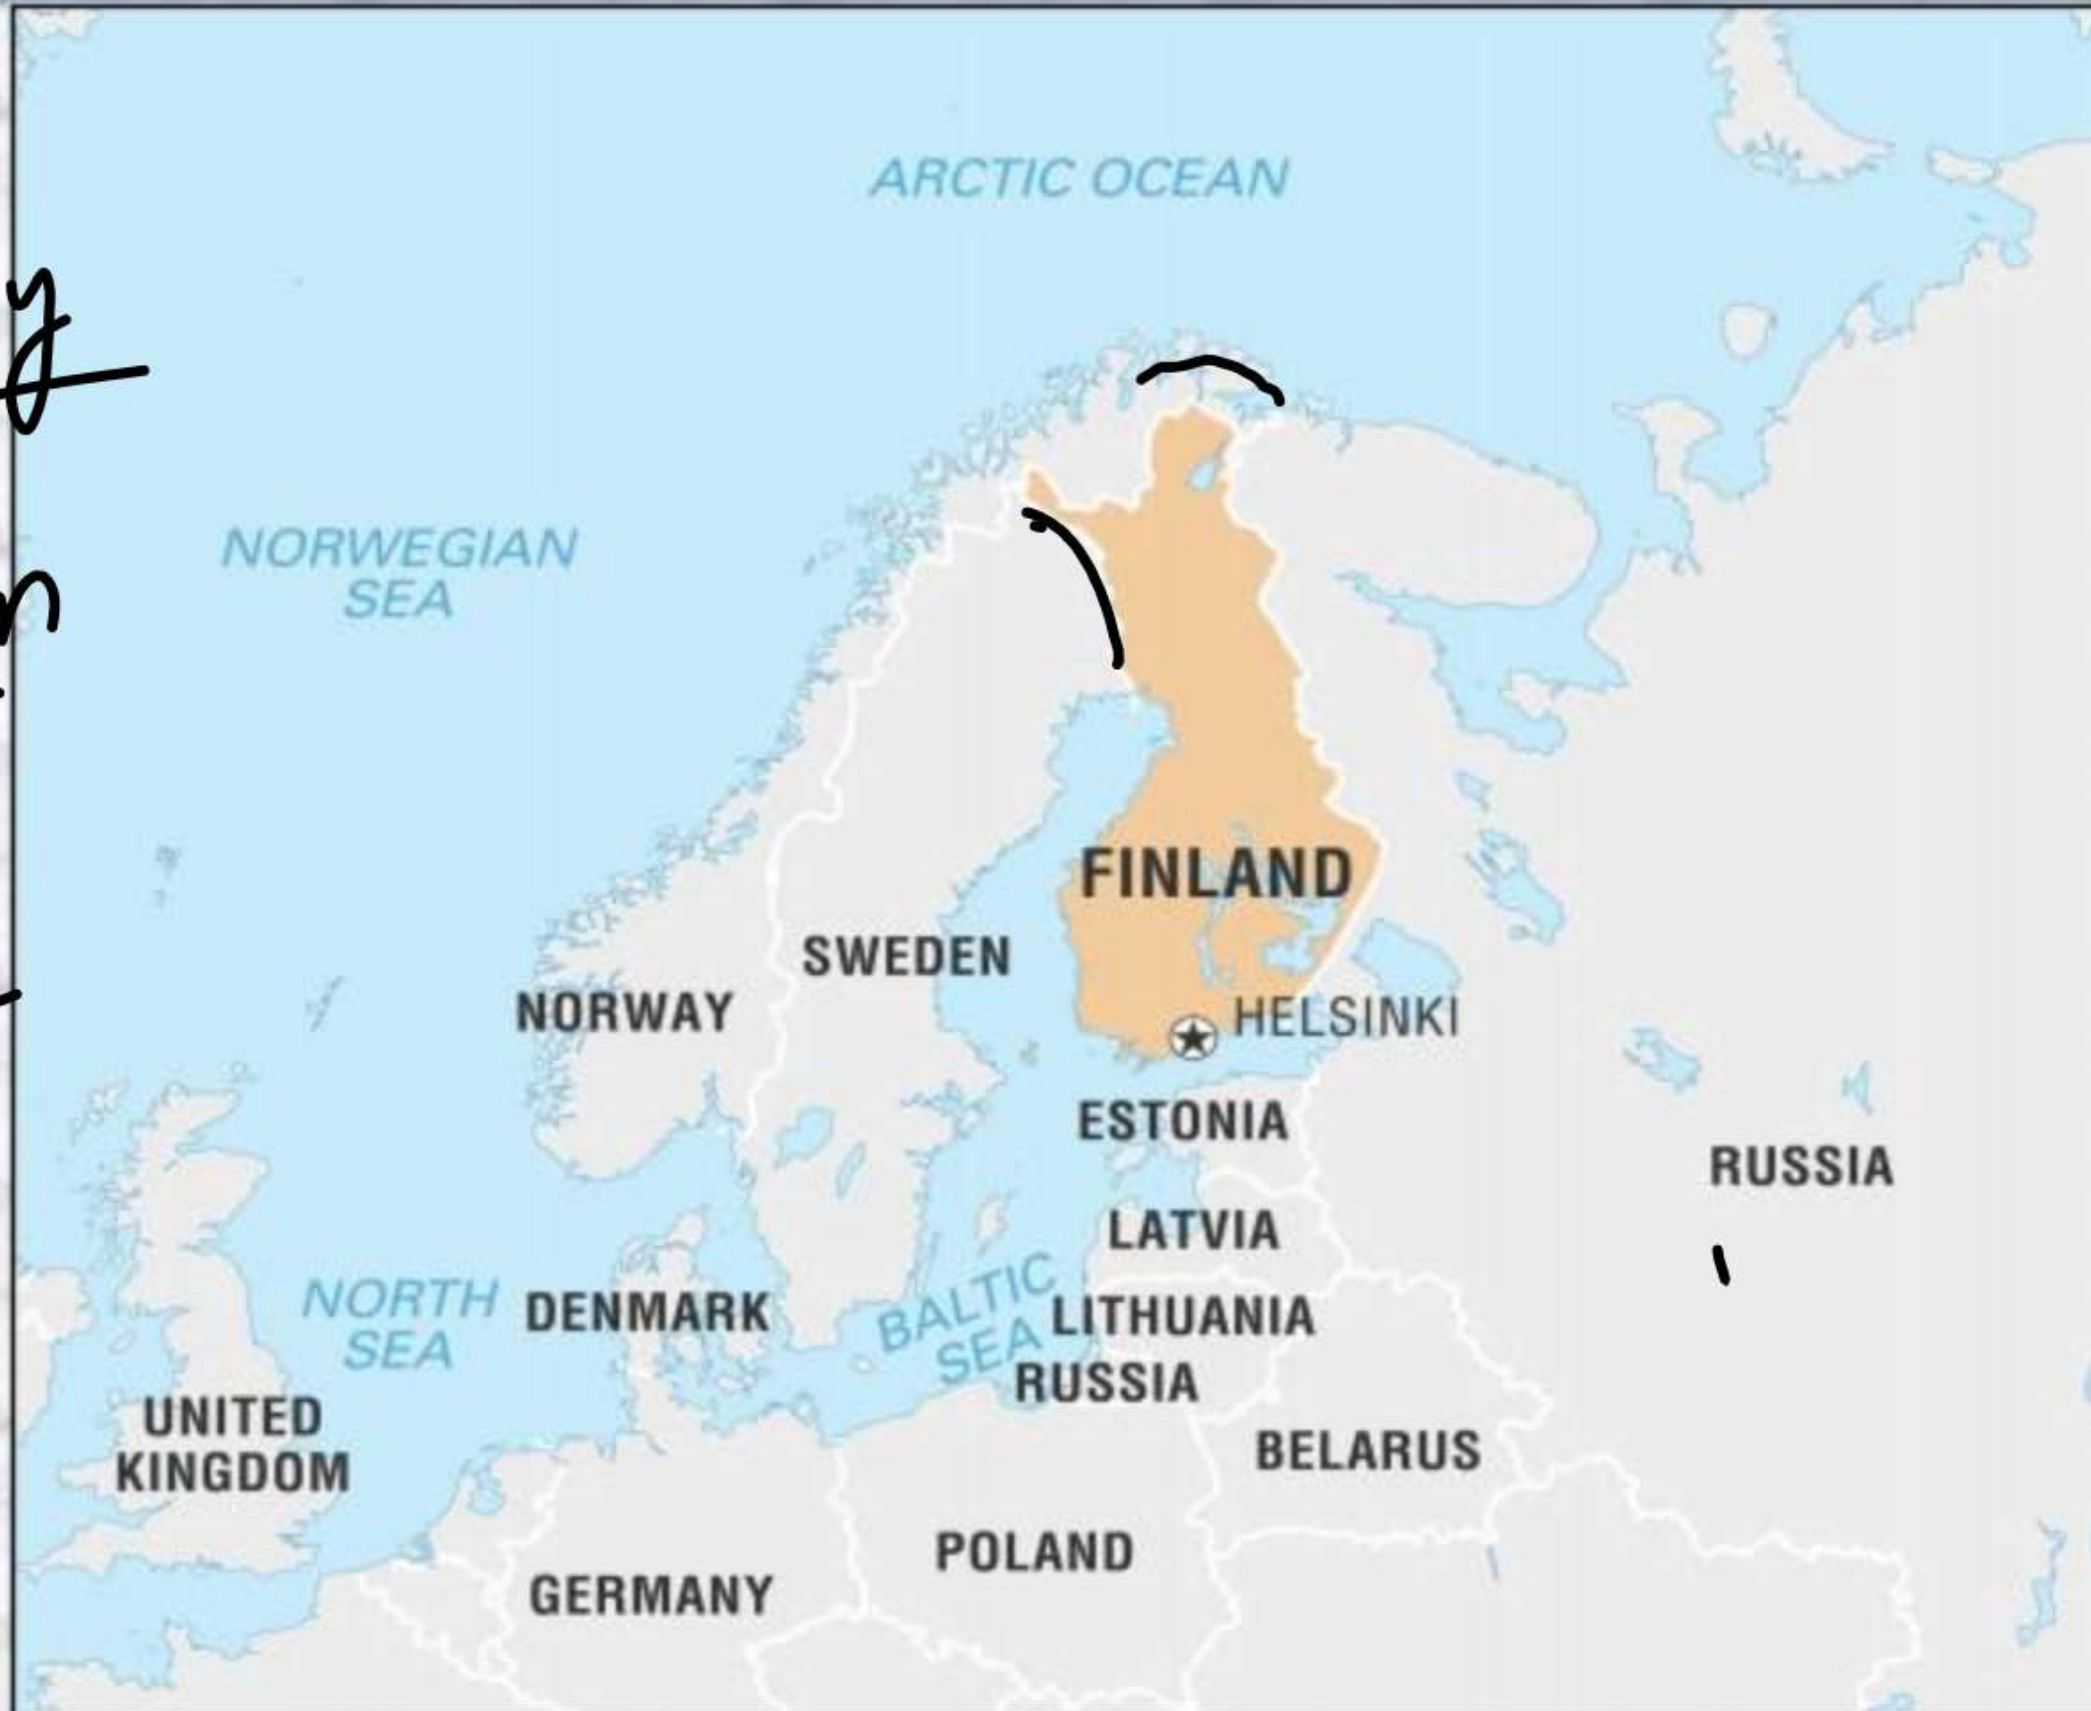 ARCTIC OCEAN
y
NORWEGIAN
SEA
n
FINLAND
SWEDEN
NORWAY
HELSINKI
ESTONIA
RUSSIA
LATVIA
NORTH
SEA
DENMARK
BALTIC
SEA
LITHUANIA
RUSSIA
UNITED
KINGDOM
BELARUS
POLAND
GERMANY